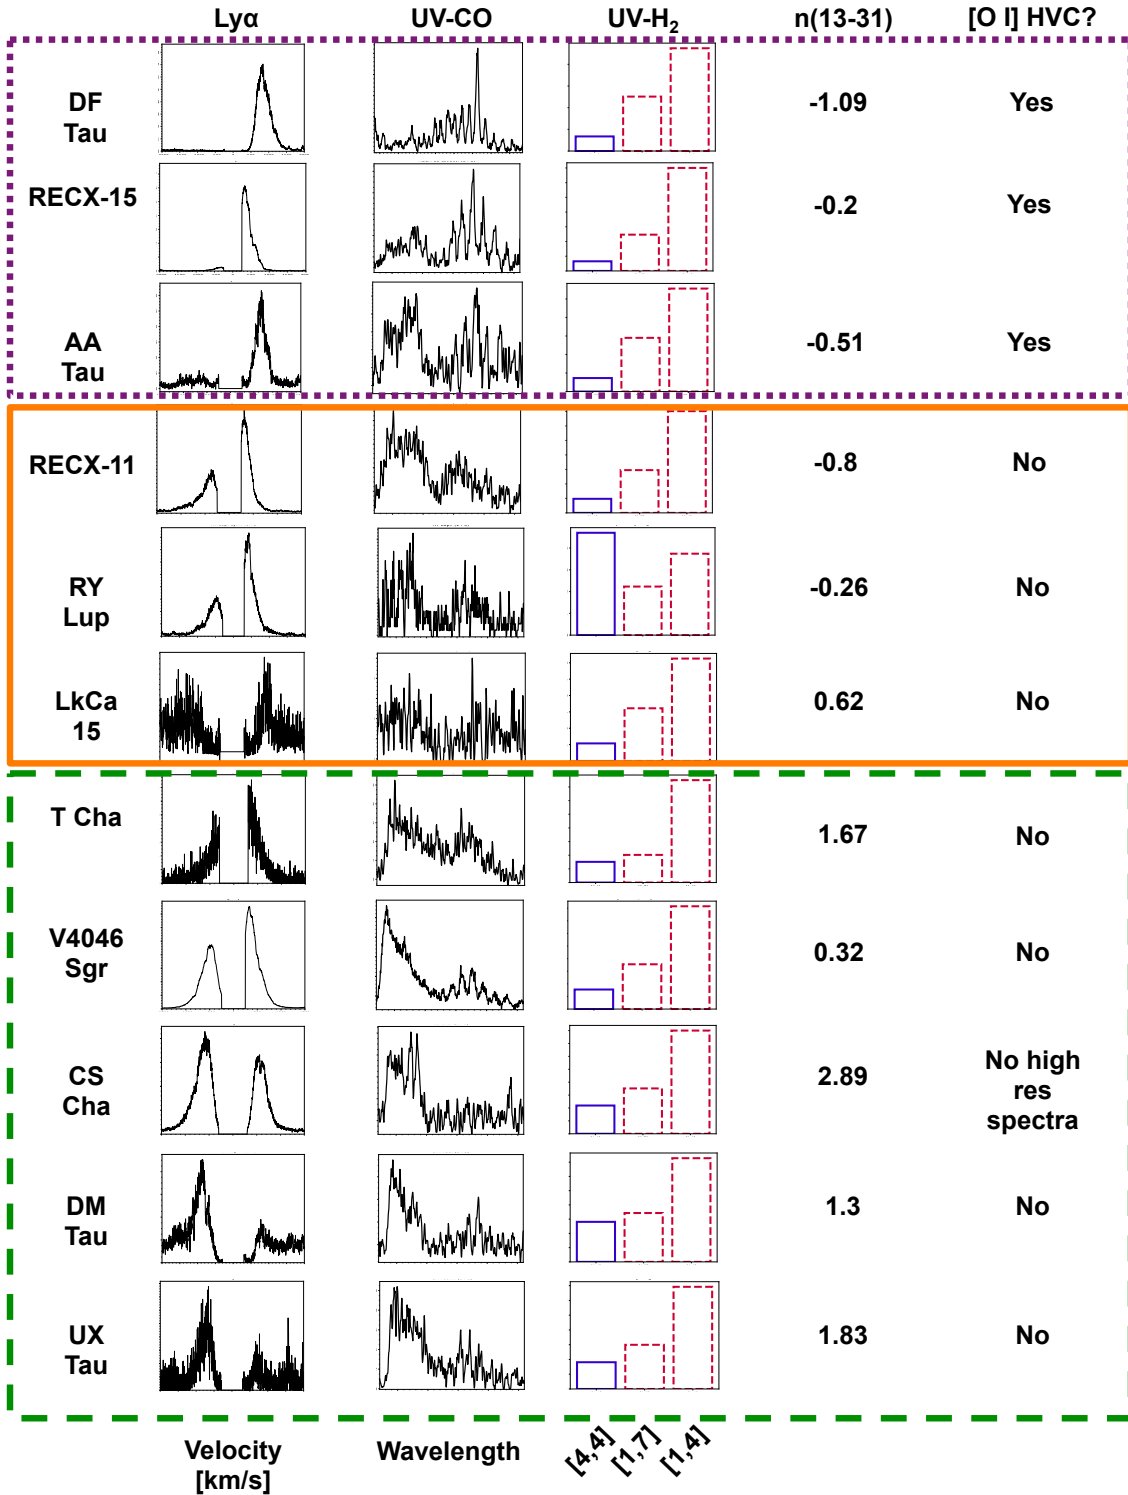 Lyα UV-CO UV-H₂ n(13-31) [O I] HVC?
DF
Tau
-1.09 Yes
RECX-15 -0.2 Yes
AA
Tau
-0.51 Yes
RECX-11 -0.8 No
RY
Lup
-0.26 No
LkCa
15
0.62 No
T Cha 1.67 No
V4046
Sgr
0.32 No
CS
Cha
2.89
No high
res
spectra
DM
Tau
1.3 No
UX
Tau
1.83 No
Velocity
[km/s]
Wavelength
[4,4] [1,7] [1,4]